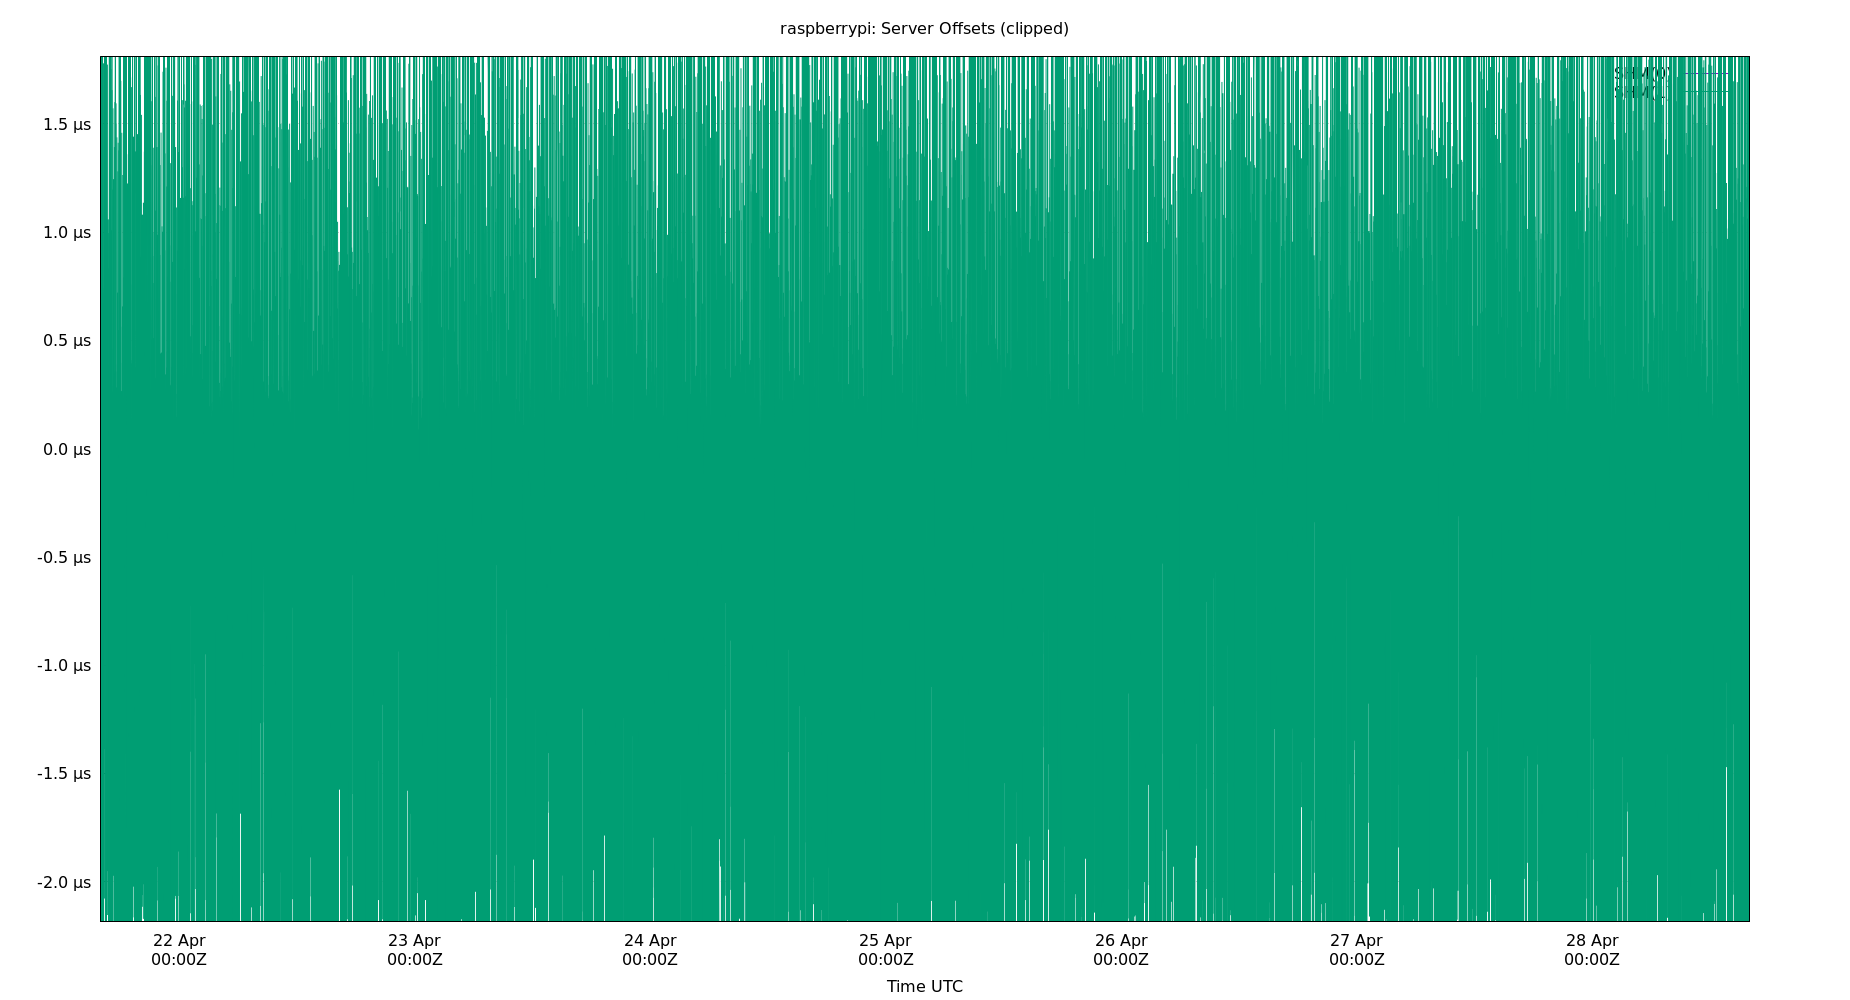 raspberrypi: Server Offsets (clipped)
SHM(0)
1.5 µs
1.0 µs
0.5 µs
0.0 µs
-0.5 µs
-1.0 µs
-1.5 µs
-2.0 µs
22 Apr
00:00Z
23 Apr
00:00Z
24 Apr
00:00Z
25 Apr
00:00Z
26 Apr
00:00Z
27 Apr
00:00Z
28 Apr
00:00Z
Time UTC